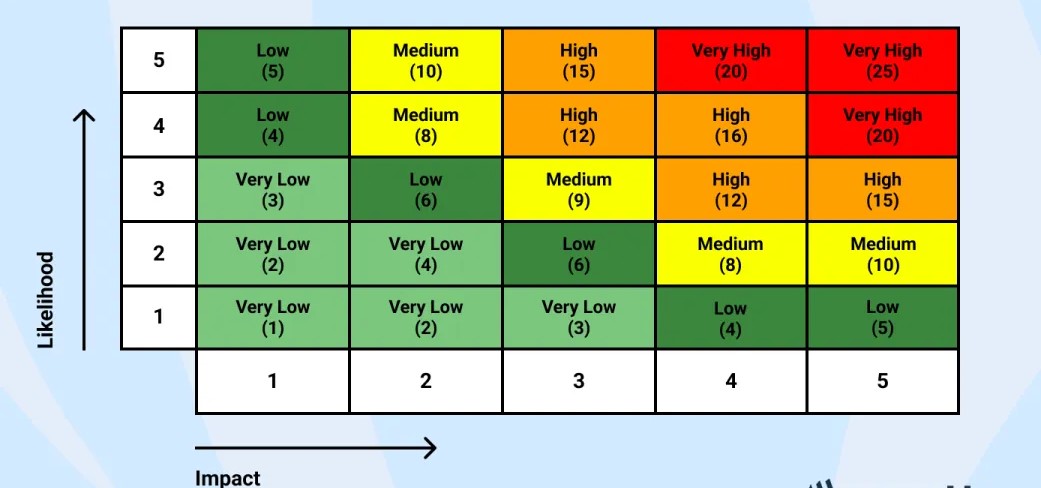 5
Low
(5)
Medium
(10)
High
(15)
Very High
(20)
Very High
(25)
4
Low
(4)
Medium
(8)
High
(12)
High
(16)
Very High
(20)
3
Very Low
(3)
Low
(6)
Medium
(9)
High
(12)
High
(15)
2
Very Low
(2)
Very Low
(4)
Low
(6)
Medium
(8)
Medium
(10)
1
Very Low
(1)
Very Low
(2)
Very Low
(3)
Low
(4)
Low
(5)
1
2
3
4
5
Likelihood
Impact